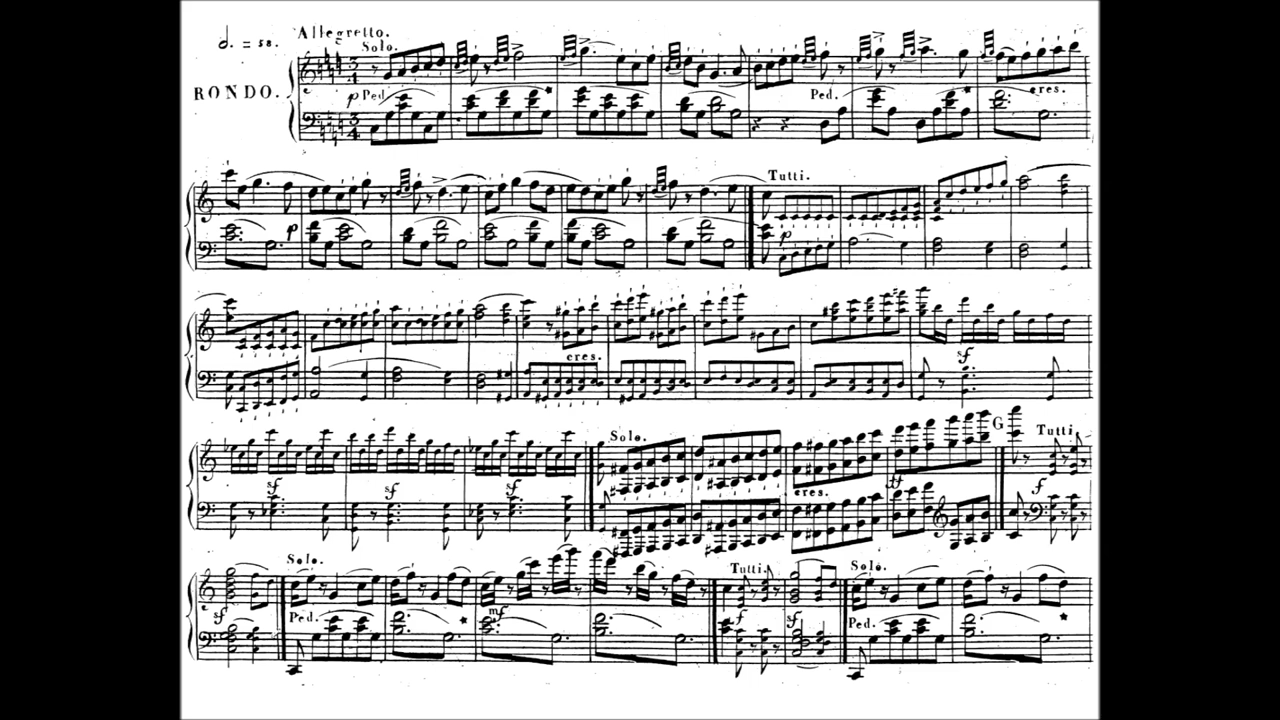 𝅗𝅥. = 58. Allegretto.
Solo.
RONDO.
p Ped.
Ped.
cres.
p
Tutti.
p
cres.
sf
Solo.
G
Tutti.
sf sf sf
cres.
ff
f
Solo.
Tutti.
Solo.
sf
Ped.
mf
f
sf
Ped.